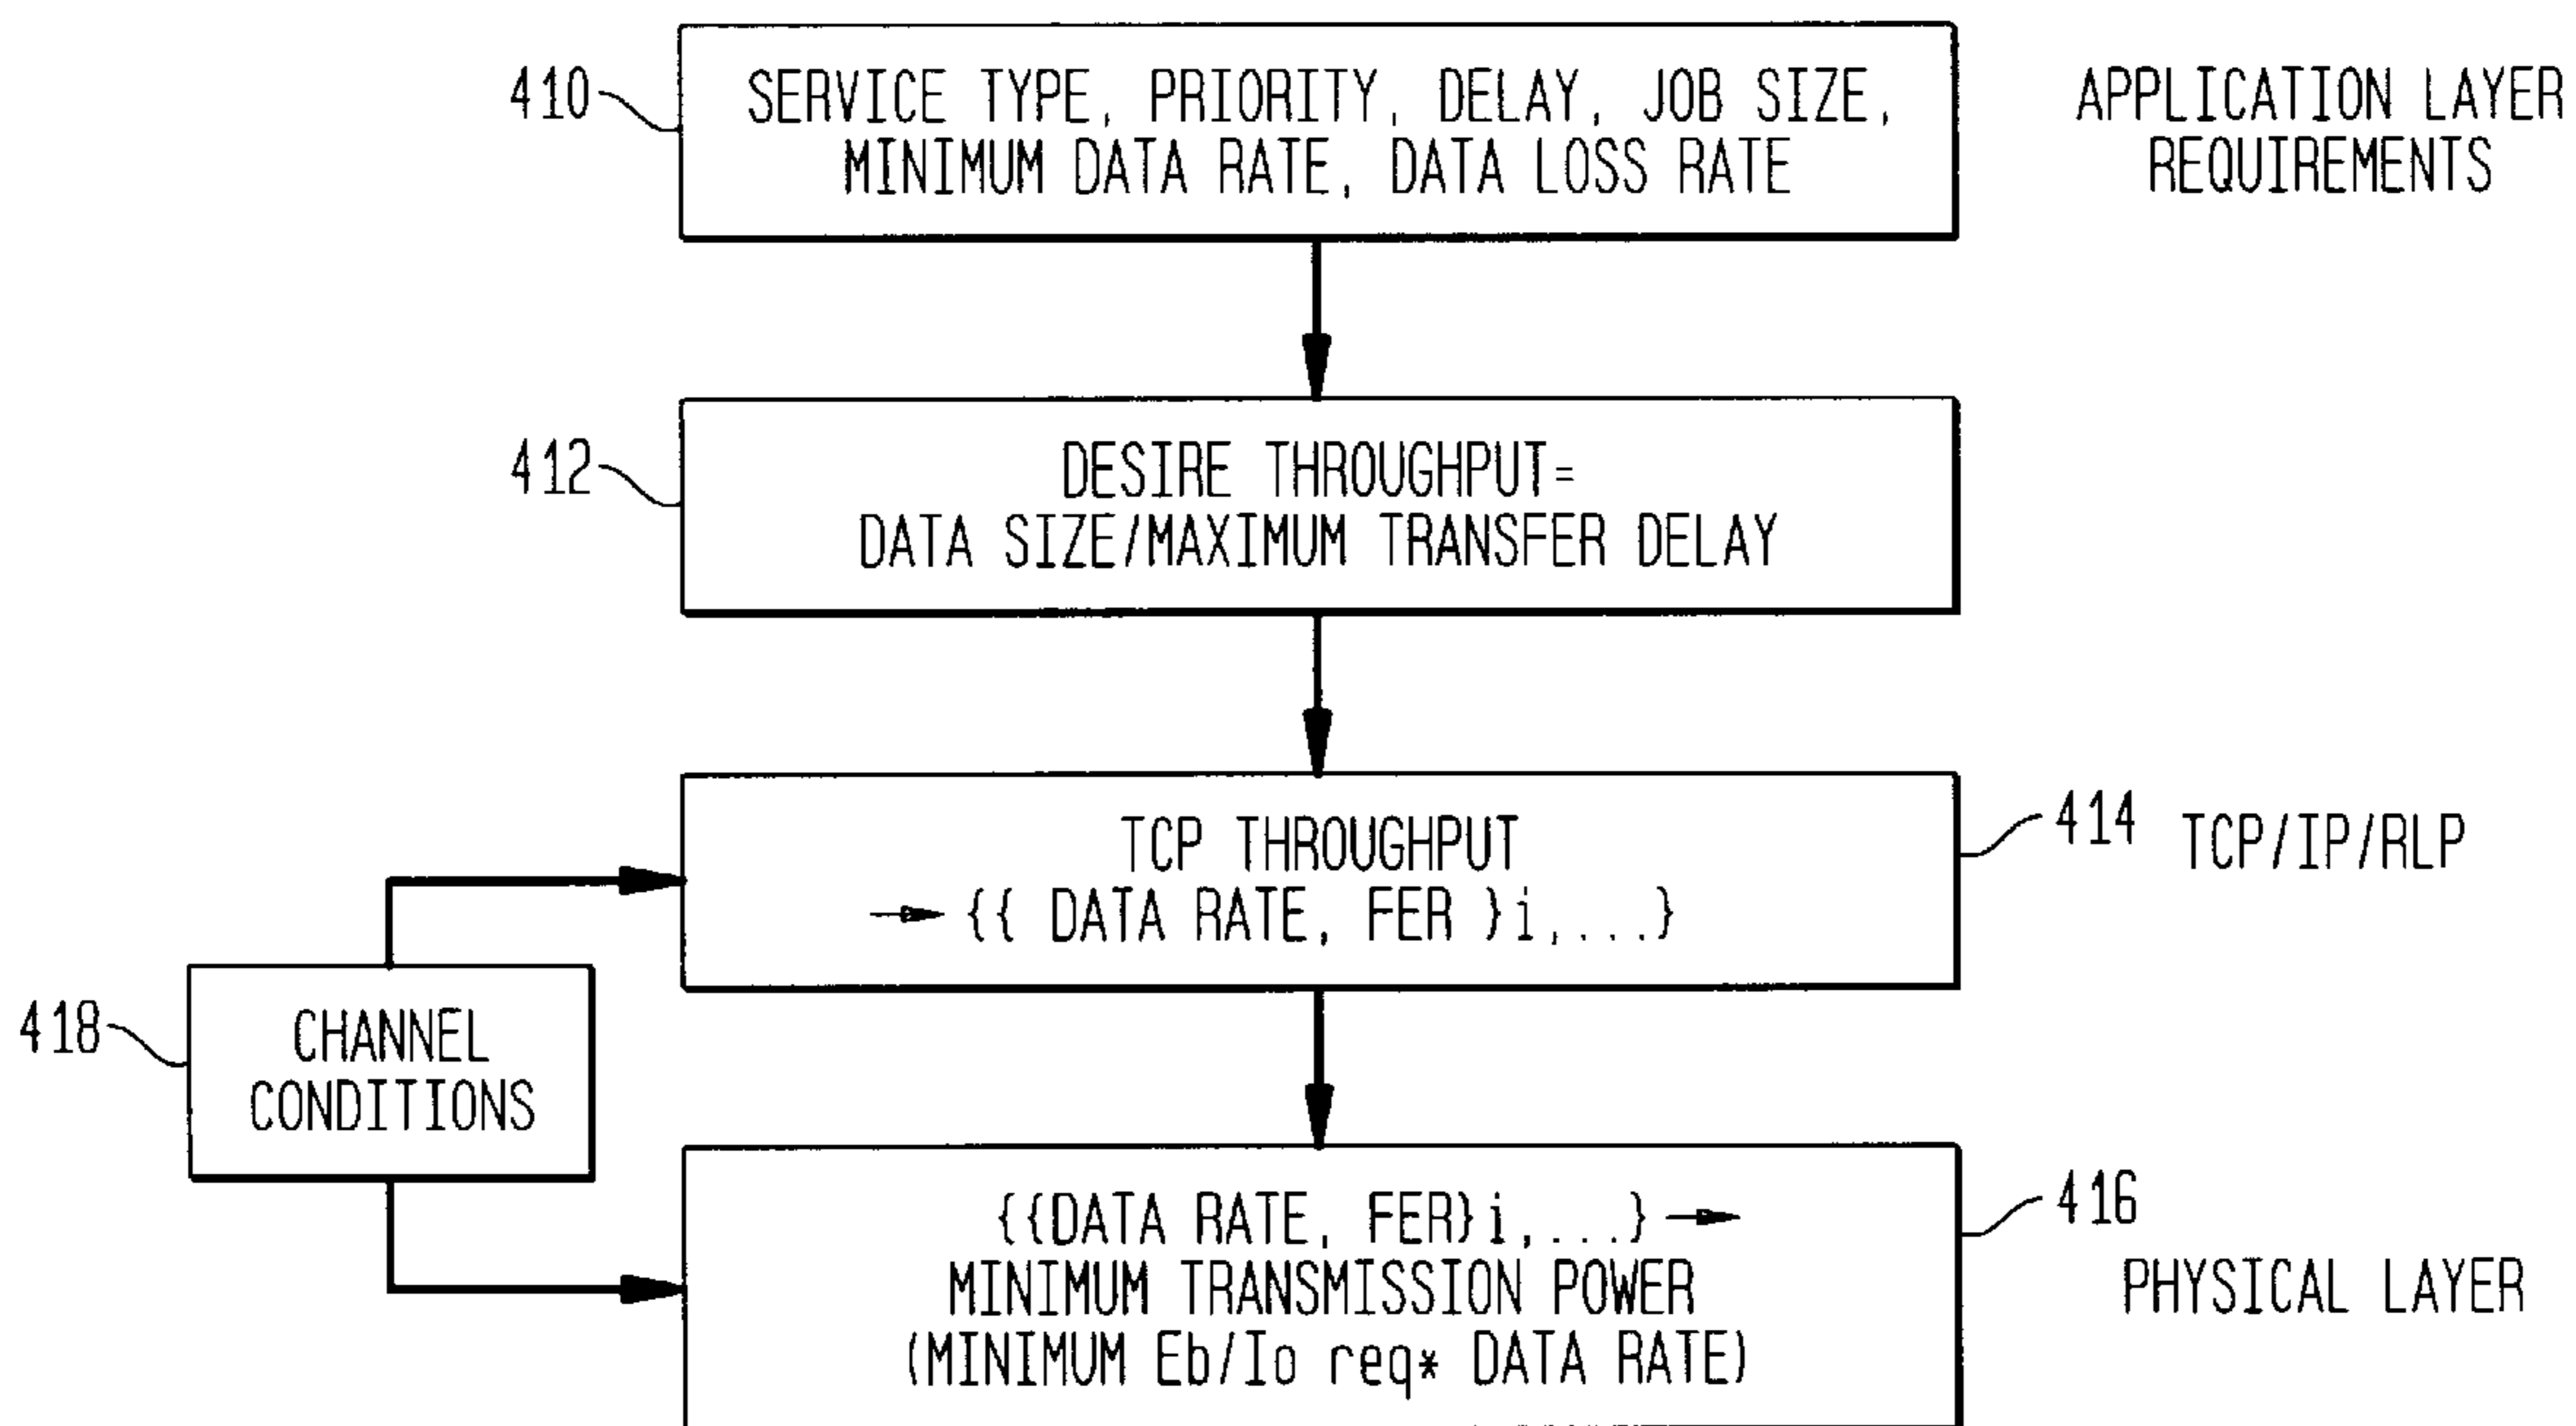 410
SERVICE TYPE, PRIORITY, DELAY, JOB SIZE,
MINIMUM DATA RATE, DATA LOSS RATE
APPLICATION LAYER
REQUIREMENTS
412
DESIRE THROUGHPUT=
DATA SIZE/MAXIMUM TRANSFER DELAY
TCP THROUGHPUT
→ {{ DATA RATE, FER }i,...}
414
TCP/IP/RLP
418
CHANNEL
CONDITIONS
{{DATA RATE, FER}i,...} →
MINIMUM TRANSMISSION POWER
(MINIMUM Eb/Io req* DATA RATE)
416
PHYSICAL LAYER